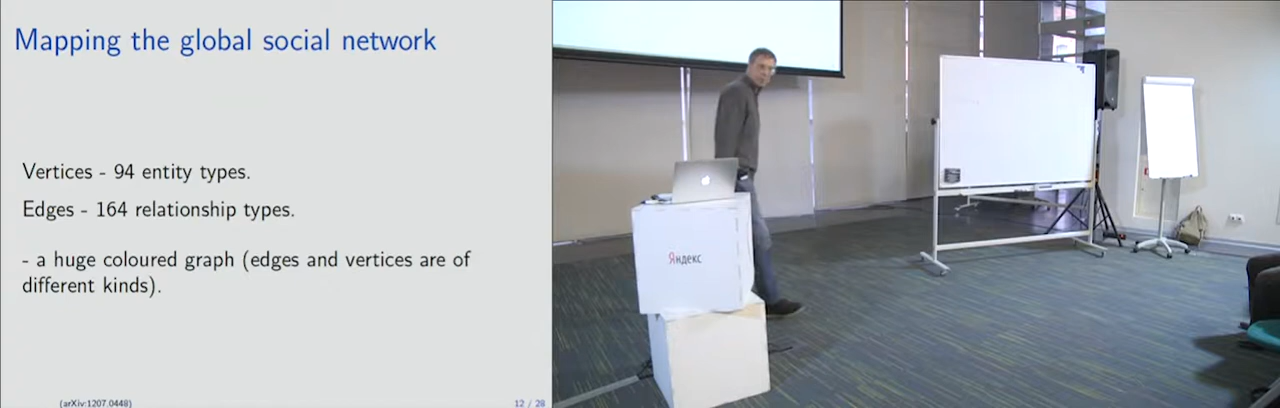 Mapping the global social network
Vertices - 94 entity types.
Edges - 164 relationship types.
- a huge coloured graph (edges and vertices are of
different kinds).
(arXiv:1207.0448)
12 / 28
Яндекс